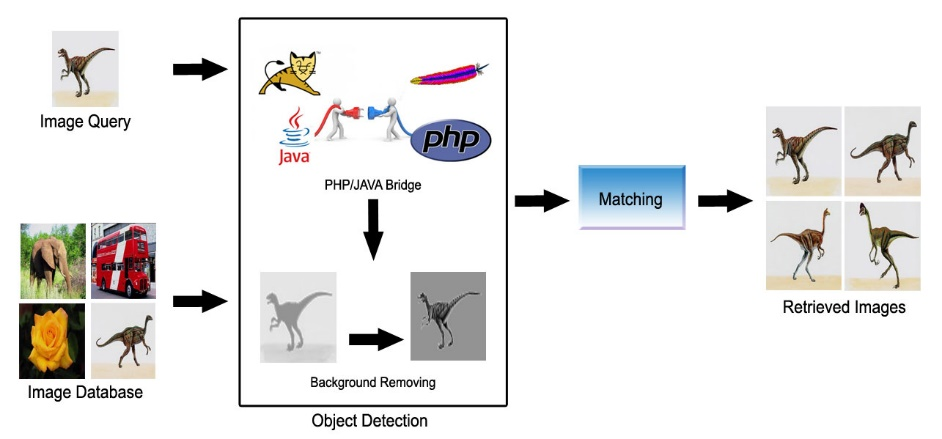 Image Query
Java
php
PHP/JAVA Bridge
Background Removing
Object Detection
Image Database
Matching
Retrieved Images